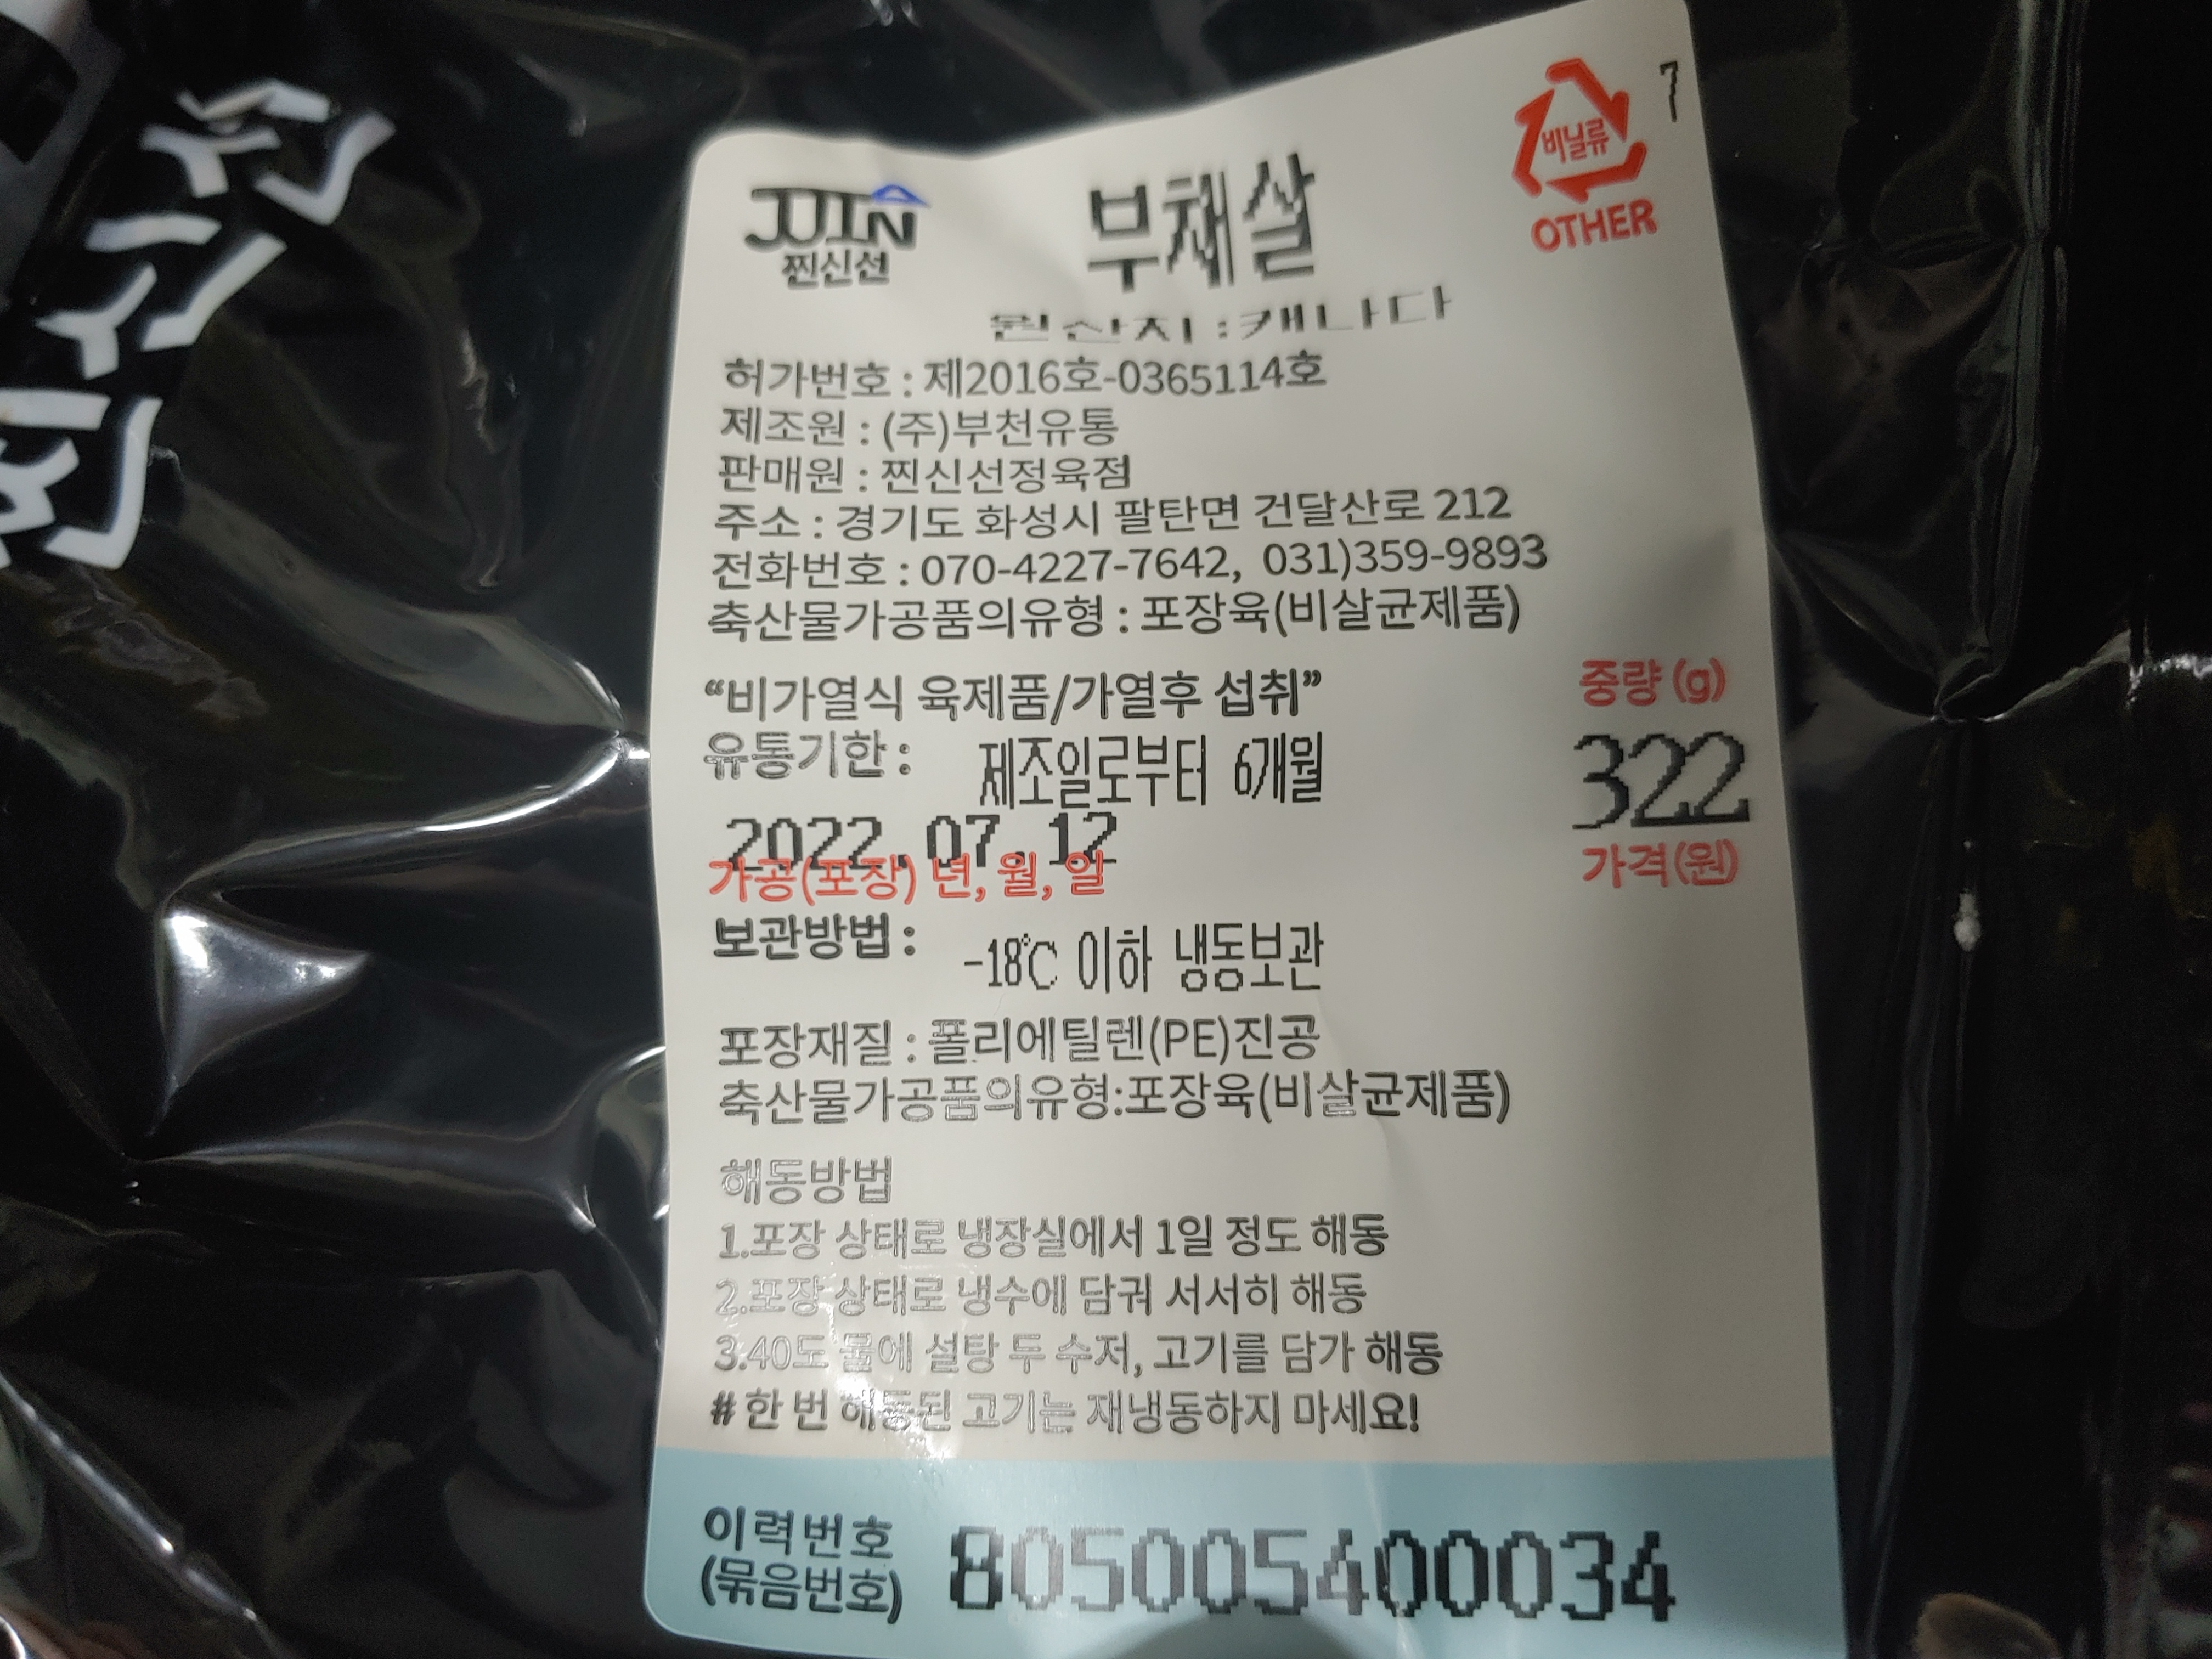 찐신선
7
비닐류
OTHER
JUIN
찐신선
부채살
원산지:캐나다
허가번호 : 제2016호-0365114호
제조원 : (주)부천유통
판매원 : 찐신선정육점
주소 : 경기도 화성시 팔탄면 건달산로 212
전화번호 : 070-4227-7642, 031)359-9893
축산물가공품의유형 : 포장육(비살균제품)
“비가열식 육제품/가열후 섭취”
유통기한 : 제조일로부터 6개월
중량 (g)
322
2022.07.12
가공(포장) 년, 월, 일
가격(원)
보관방법 : -18℃ 이하 냉동보관
포장재질 : 폴리에틸렌(PE)진공
축산물가공품의유형:포장육(비살균제품)
해동방법
1.포장 상태로 냉장실에서 1일 정도 해동
2.포장 상태로 냉수에 담궈 서서히 해동
3.40도 물에 설탕 두 수저, 고기를 담가 해동
# 한 번 해동된 고기는 재냉동하지 마세요!
이력번호
(묶음번호) 805005400034